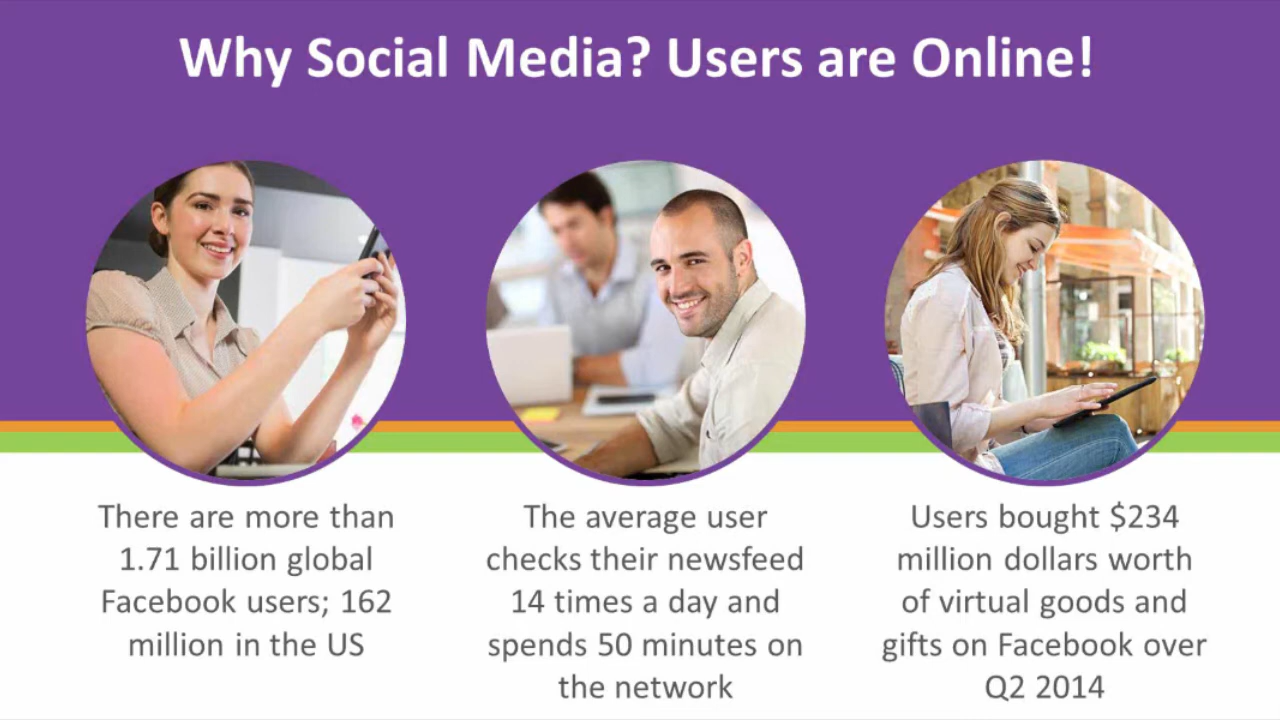 Why Social Media? Users are Online!
There are more than
1.71 billion global
Facebook users; 162
million in the US
The average user
checks their newsfeed
14 times a day and
spends 50 minutes on
the network
Users bought $234
million dollars worth
of virtual goods and
gifts on Facebook over
Q2 2014